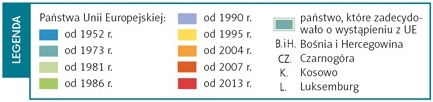 LEGENDA
Państwa Unii Europejskiej:
od 1952 r.
od 1973 r.
od 1981 r.
od 1986 r.
od 1990 r.
od 1995 r.
od 2004 r.
od 2007 r.
od 2013 r.
państwo, które zadecydo-
wało o wystąpieniu z UE
B.iH. Bośnia i Hercegowina
CZ. Czarnogóra
K. Kosowo
L. Luksemburg